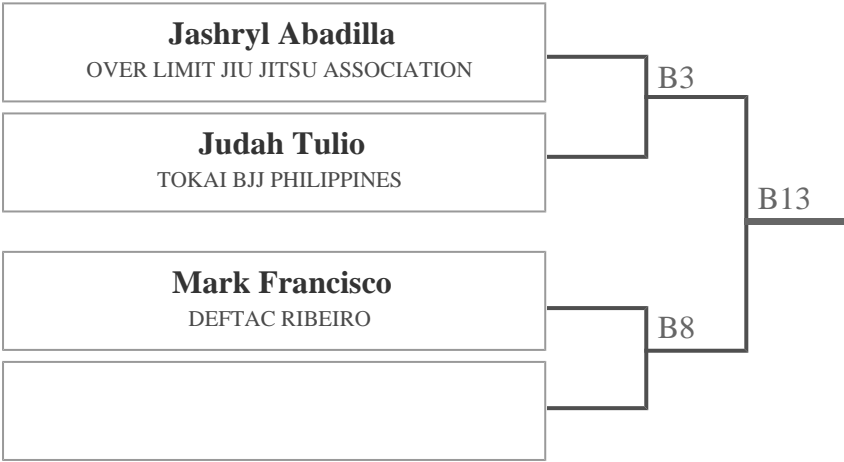 Jashryl Abadilla
OVER LIMIT JIU JITSU ASSOCIATION
B3
Judah Tulio
TOKAI BJJ PHILIPPINES
B13
Mark Francisco
DEFTAC RIBEIRO
B8